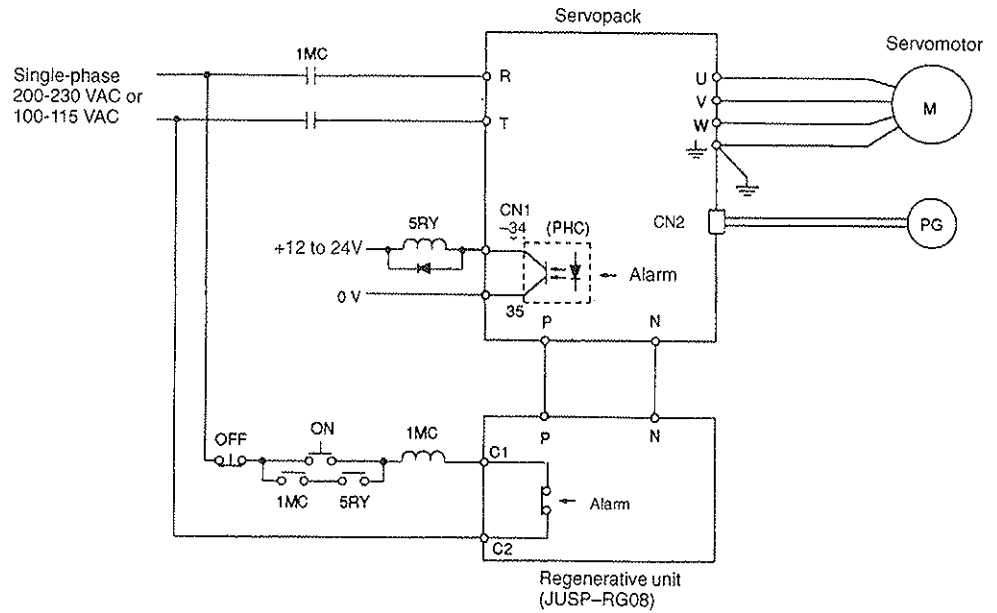 Servopack
Servomotor
1MC
Single-phase
200-230 VAC or
100-115 VAC
R
T
U
V
W
M
CN1
5RY
~34
(PHC)
CN2
PG
+12 to 24V
Alarm
0 V
35
P
N
OFF
ON
1MC
P
N
C1
1MC
5RY
Alarm
C2
Regenerative unit
(JUSP–RG08)